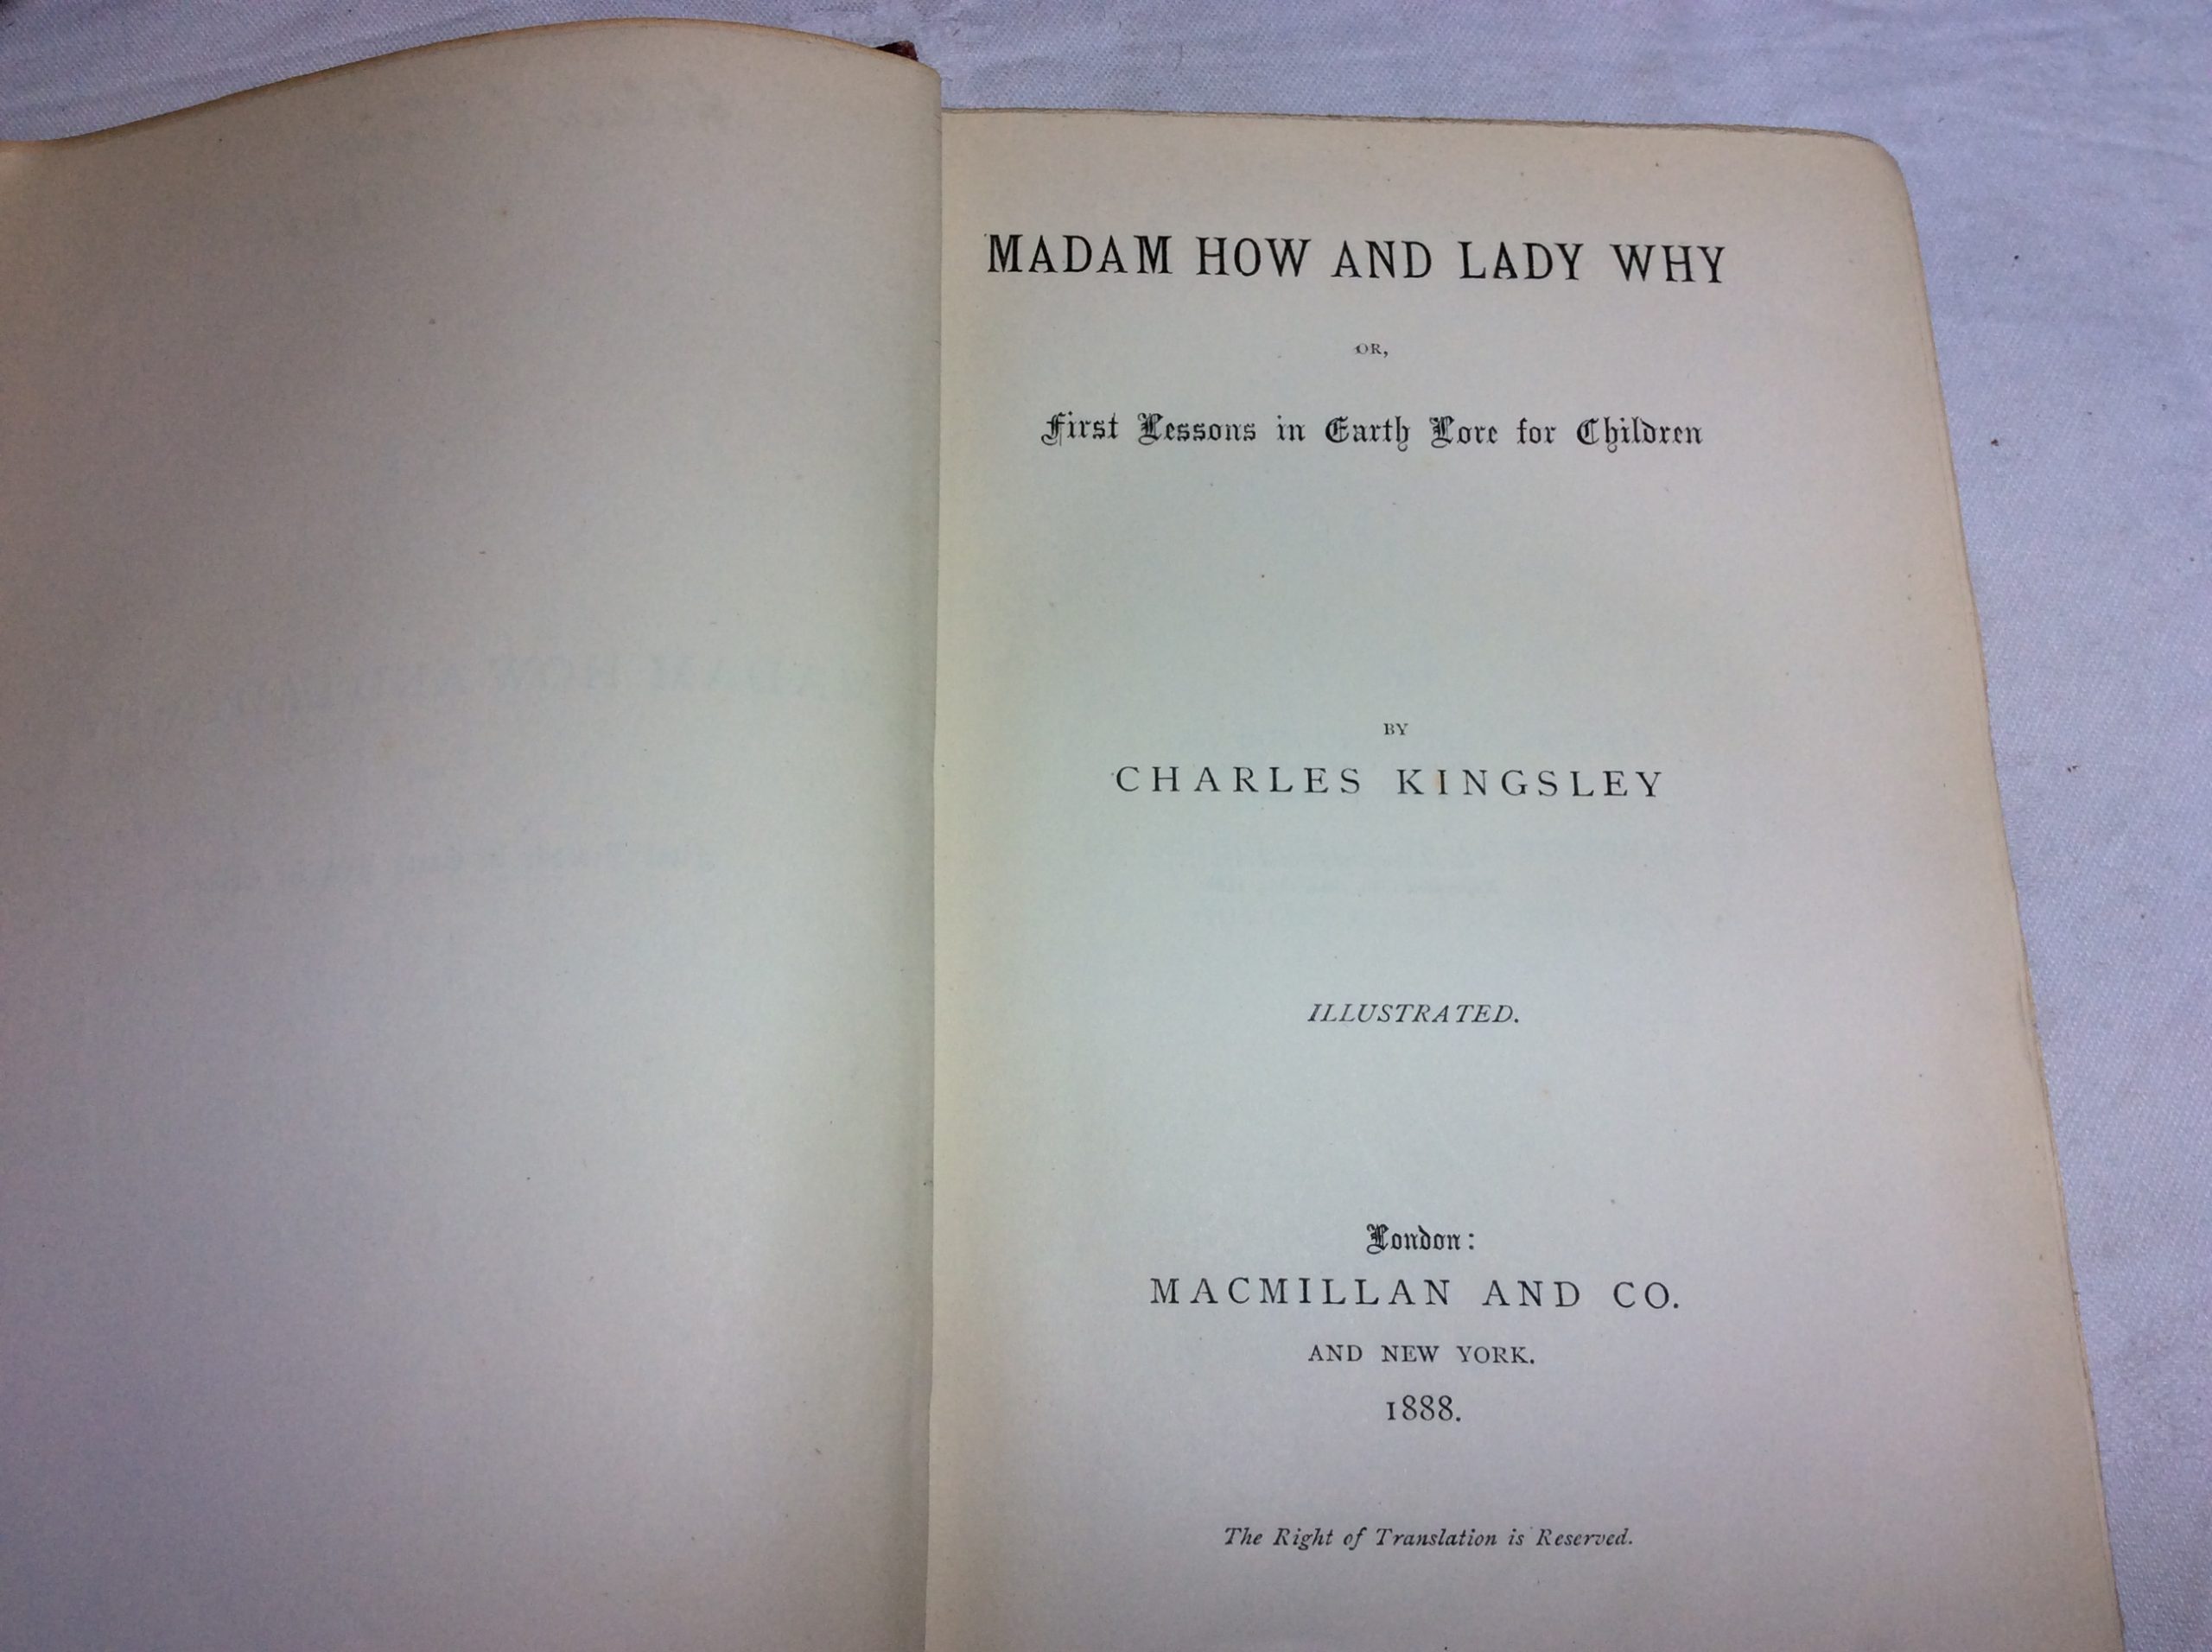 MADAM HOW AND LADY WHY
OR,
First Lessons in Earth Lore for Children
BY
CHARLES KINGSLEY
ILLUSTRATED.
London:
MACMILLAN AND CO.
AND NEW YORK.
1888.
The Right of Translation is Reserved.